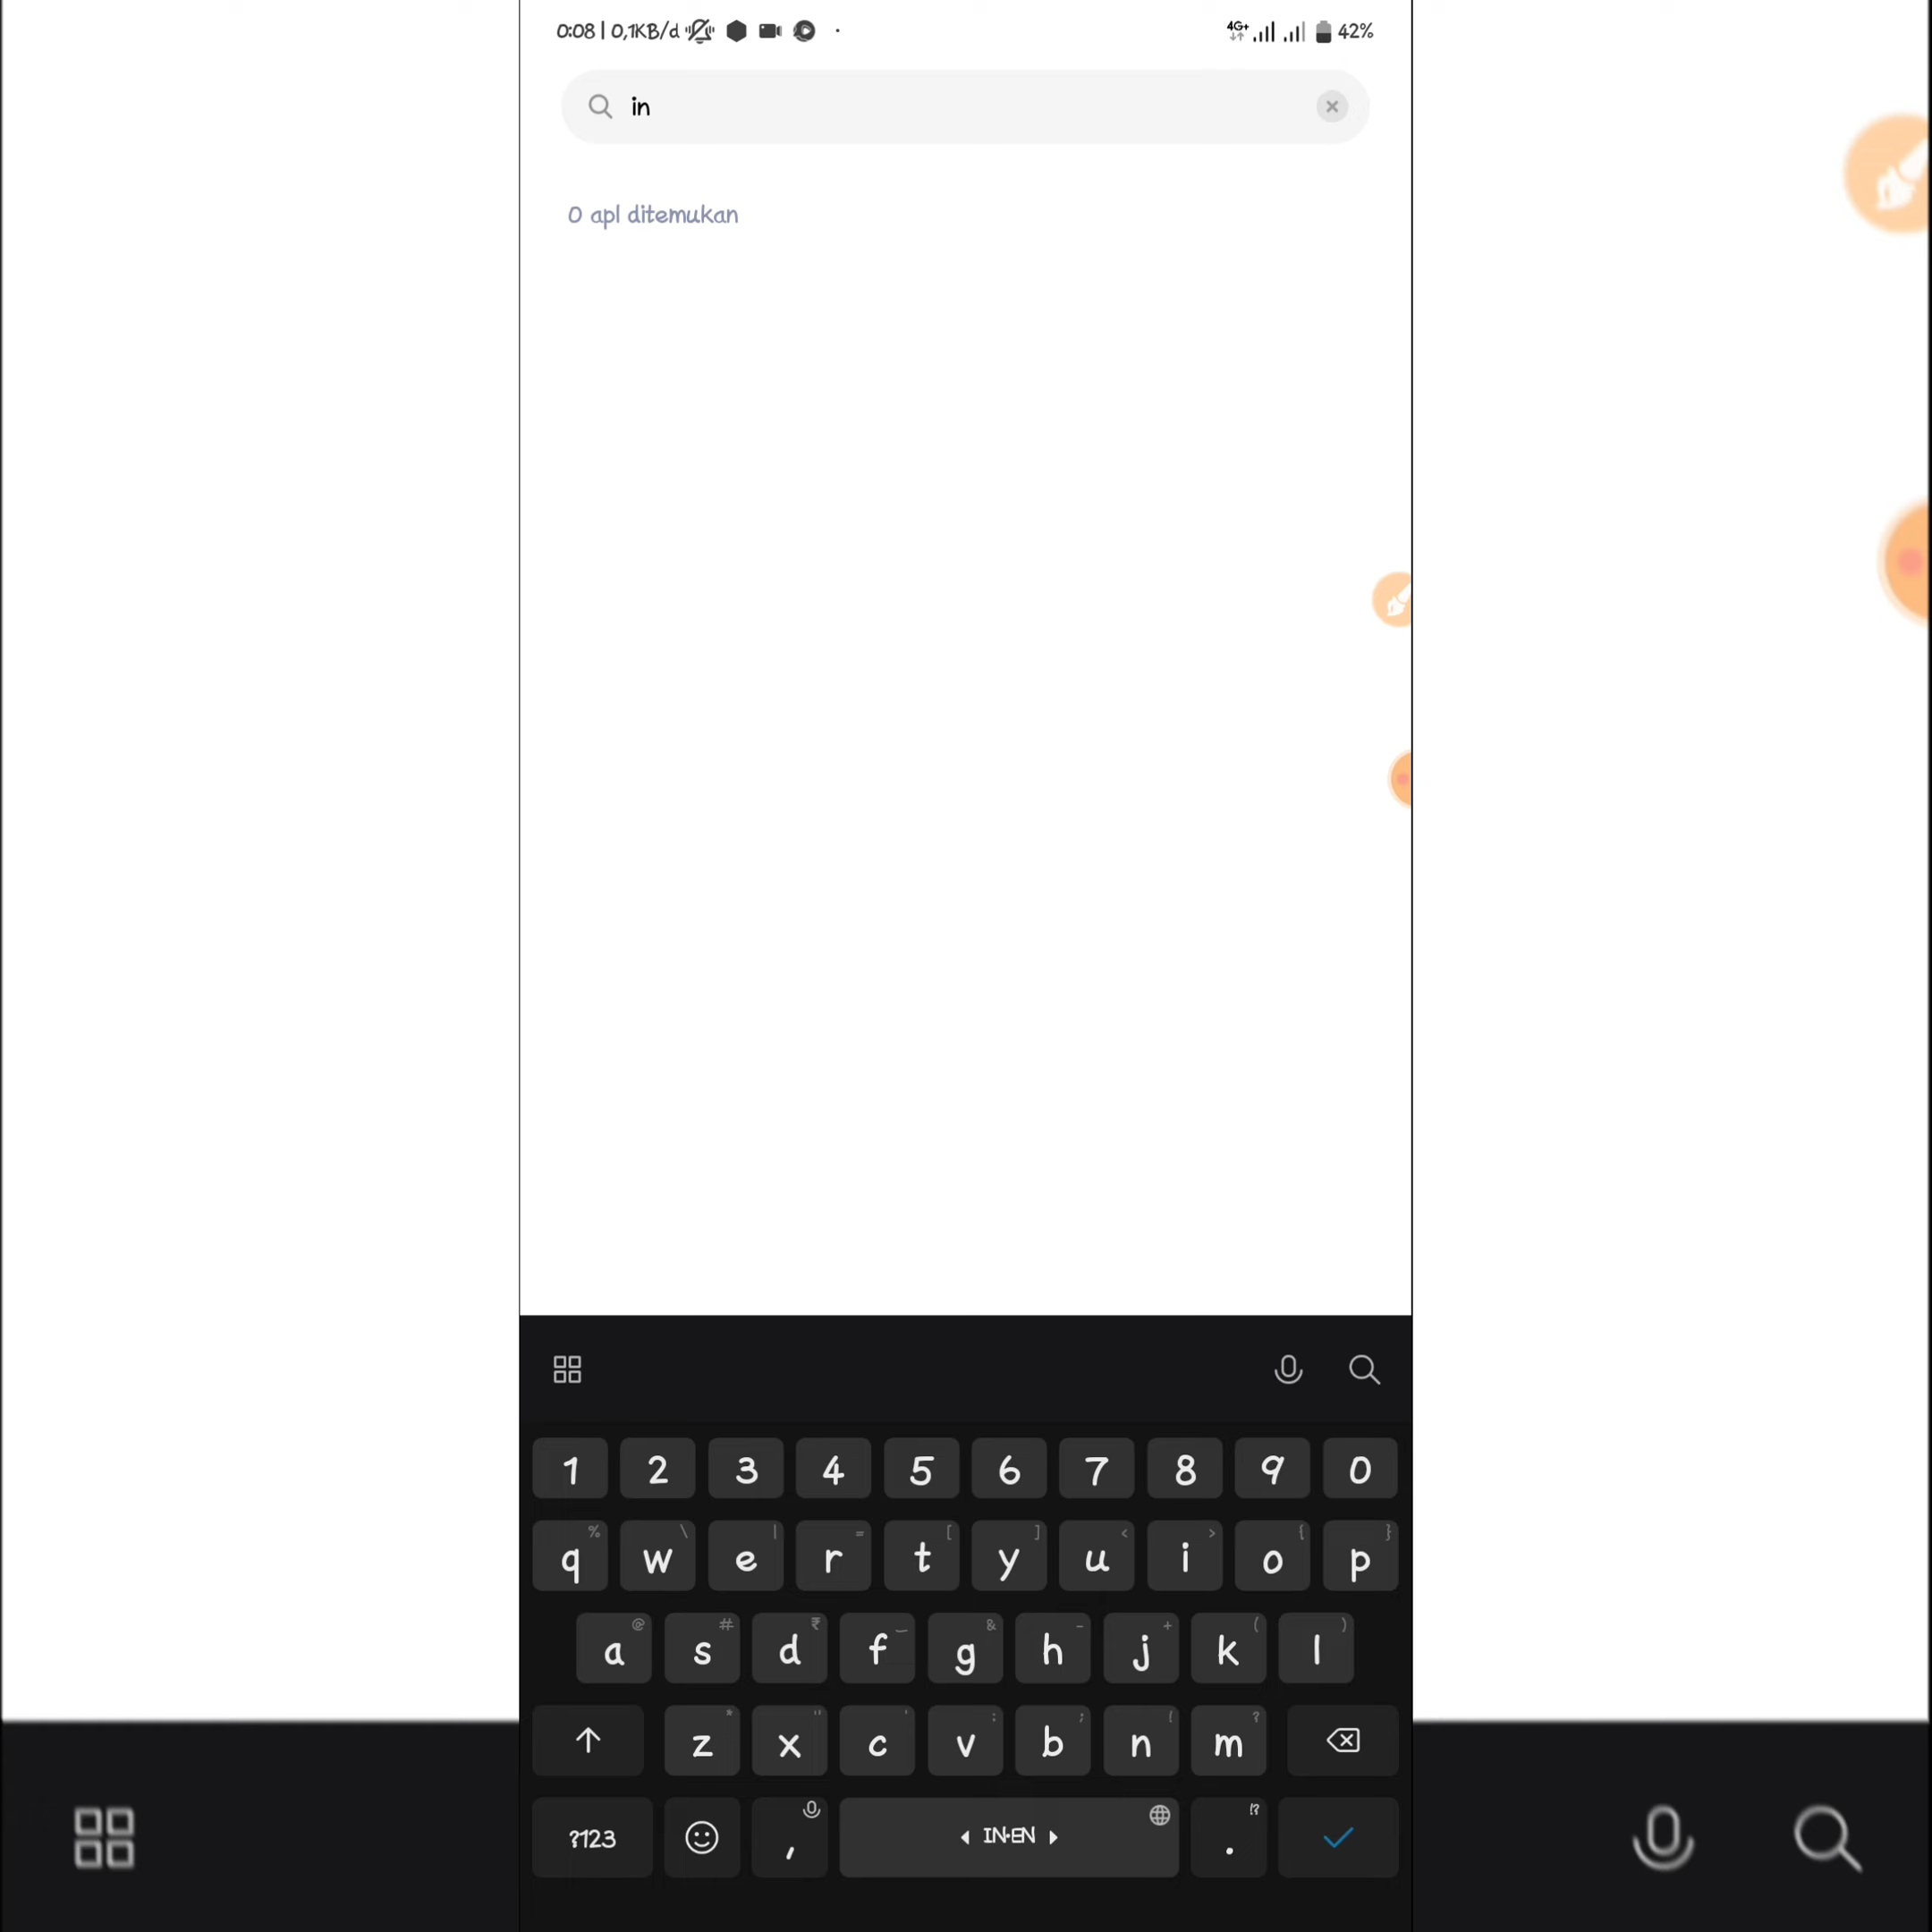 0:08 | 0,1KB/d 4G+ 42%
in
0 apl ditemukan
1 2 3 4 5 6 7 8 9 0
% \ | = [ ] < > { }
q w e r t y u i o p
@ # ₹ _ & - + ( )
a s d f g h j k l
* " ' : ; ! ?
z x c v b n m
!?
?123 , IN•EN .